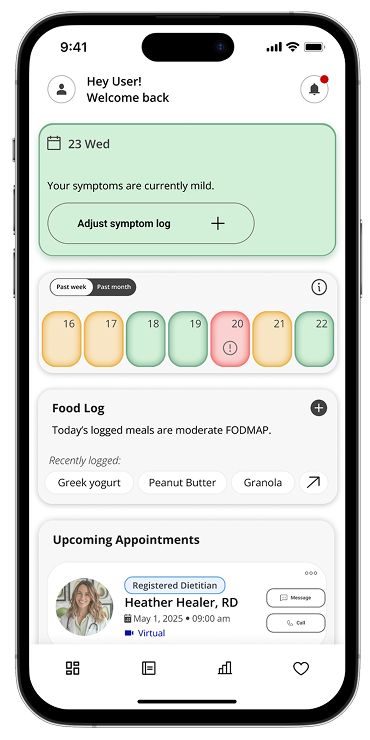 9:41
Hey User!
Welcome back
23 Wed
Your symptoms are currently mild.
Adjust symptom log
Past week Past month
16 17 18 19 20 21 22
Food Log
Today's logged meals are moderate FODMAP.
Recently logged:
Greek yogurt Peanut Butter Granola
Upcoming Appointments
Registered Dietitian
Heather Healer, RD
May 1, 2025 • 09:00 am
Virtual
Message
Call